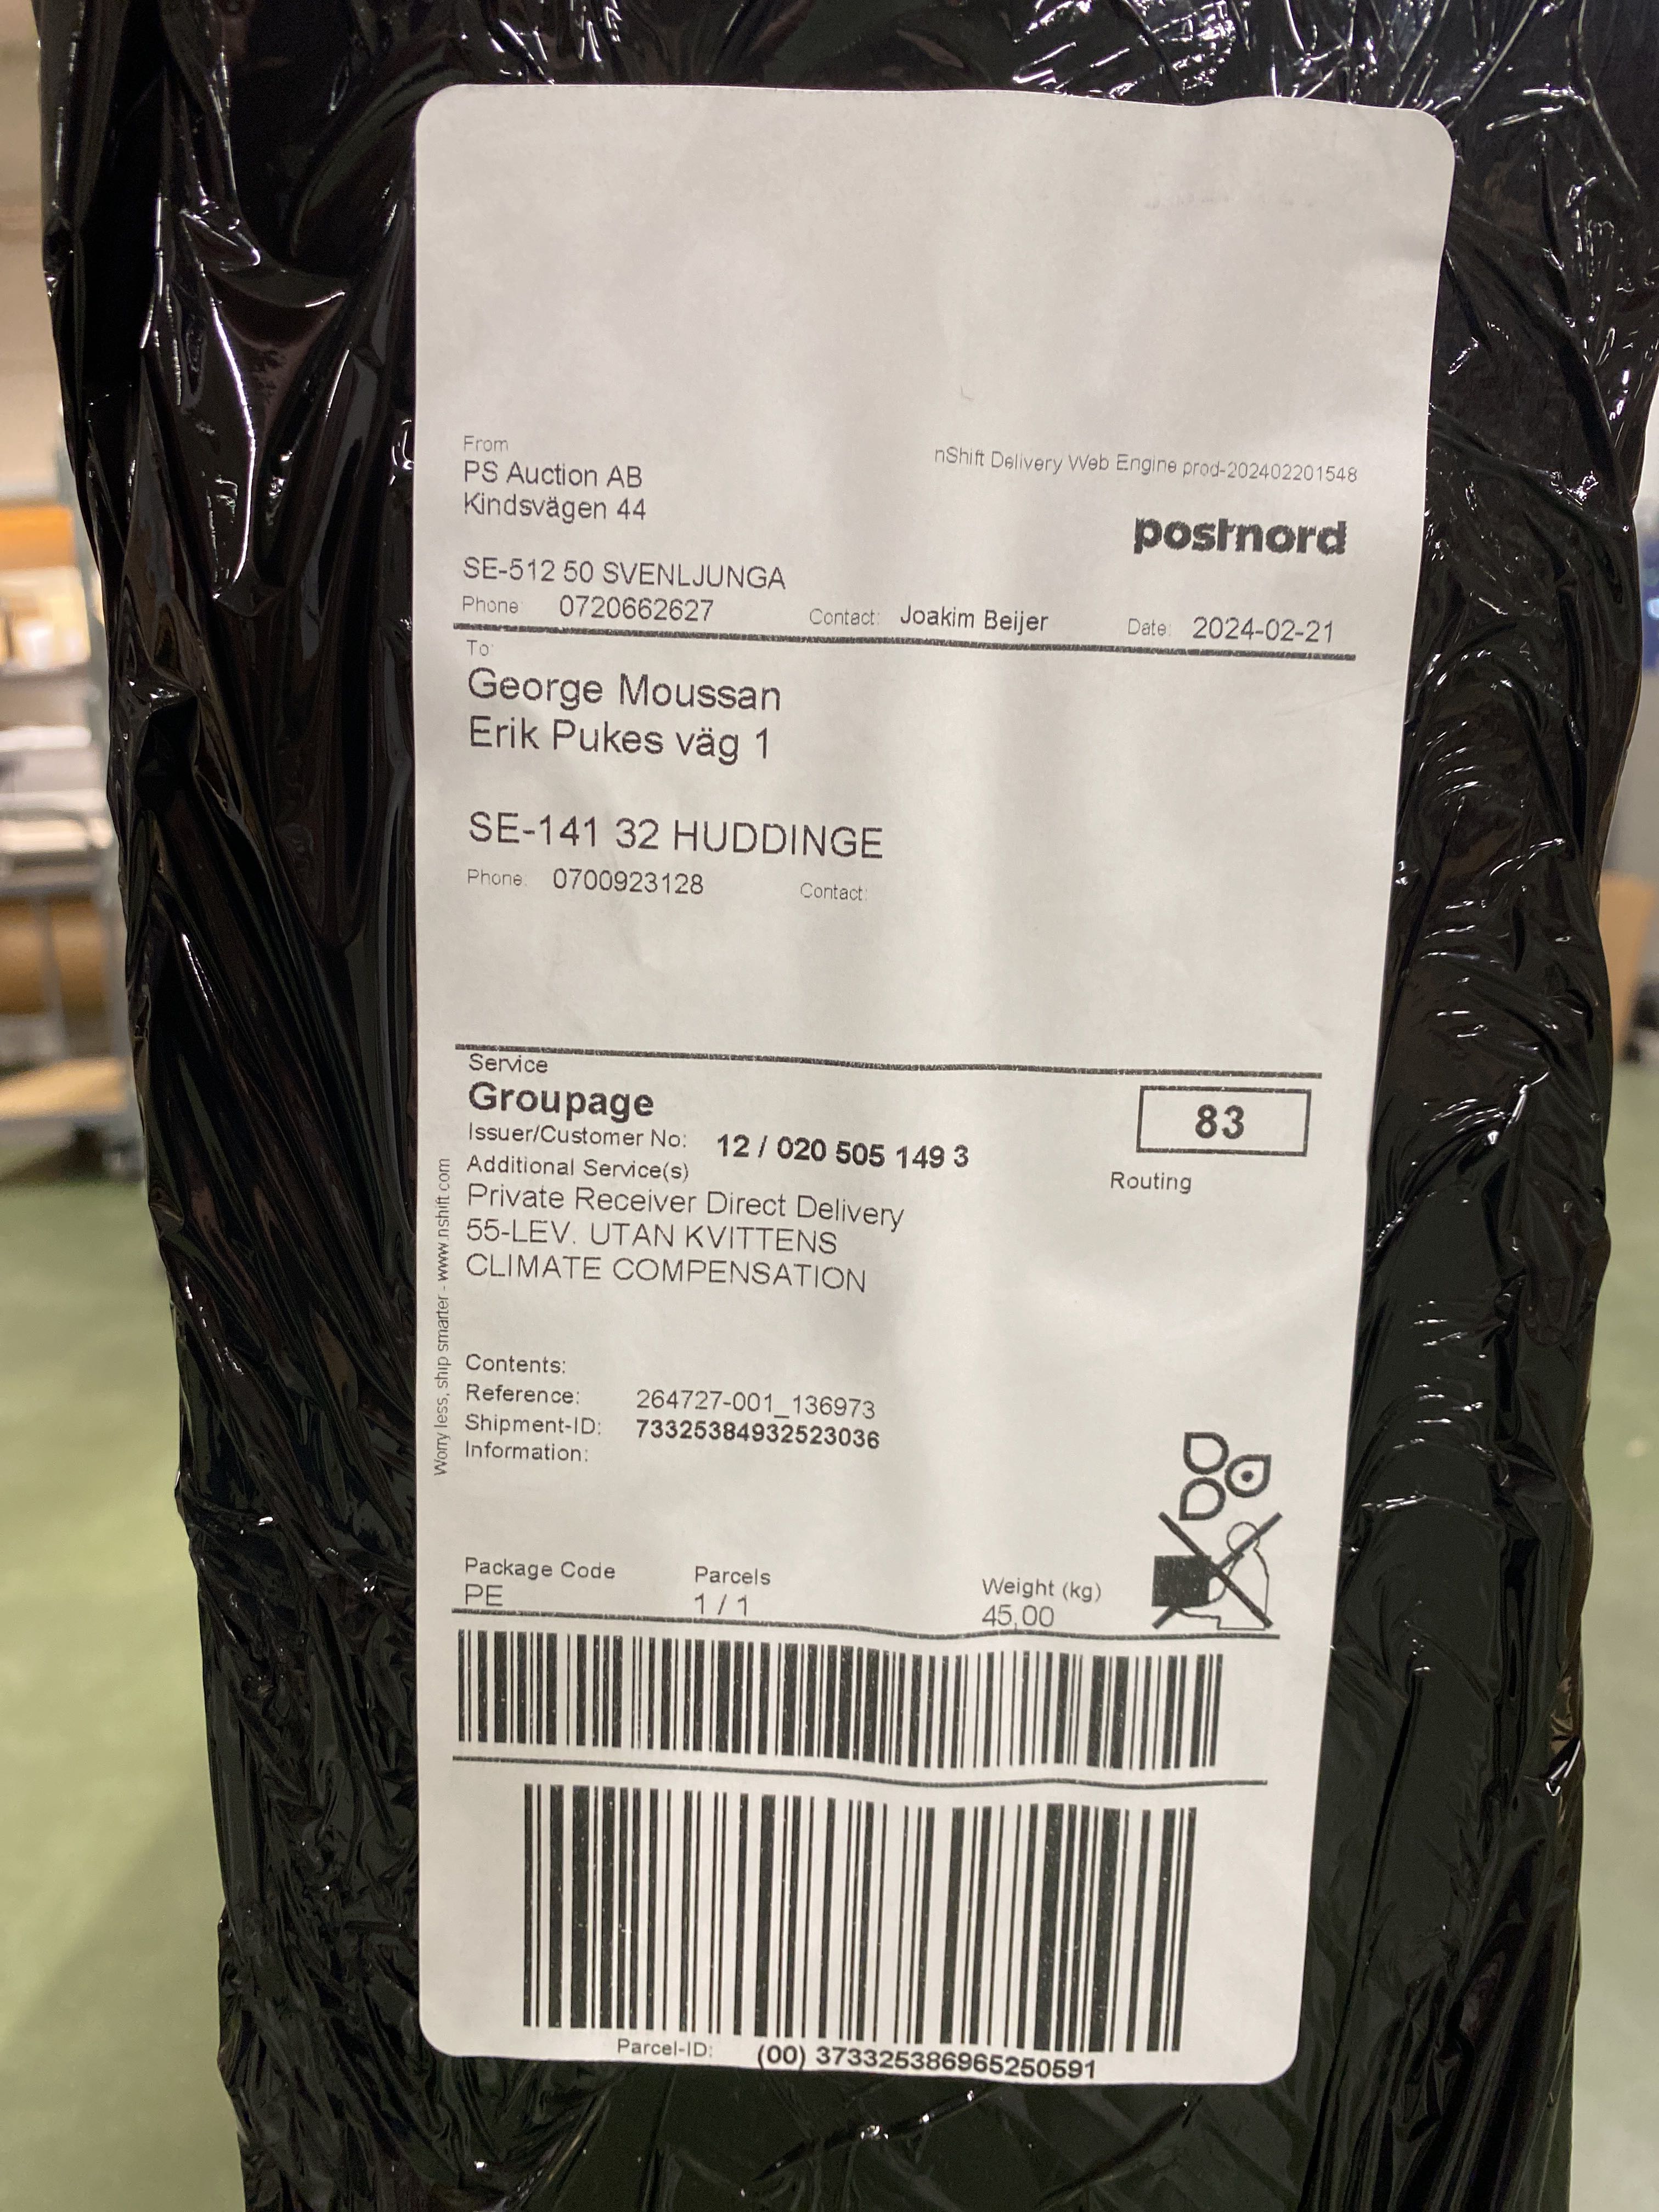 From
PS Auction AB
nShift Delivery Web Engine prod-202402201548
Kindsvägen 44
postnord
SE-512 50 SVENLJUNGA
Phone: 0720662627 Contact: Joakim Beijer Date: 2024-02-21
To:
George Moussan
Erik Pukes väg 1
SE-141 32 HUDDINGE
Phone: 0700923128 Contact:
Service
Groupage
83
Issuer/Customer No: 12 / 020 505 149 3
Additional Service(s)
Routing
Private Receiver Direct Delivery
55-LEV. UTAN KVITTENS
CLIMATE COMPENSATION
Worry less, ship smarter - www.nshift.com
Contents:
Reference: 264727-001_136973
Shipment-ID: 73325384932523036
Information:
Package Code Parcels Weight (kg)
PE 1 / 1 45,00
Parcel-ID: (00) 373325386965250591